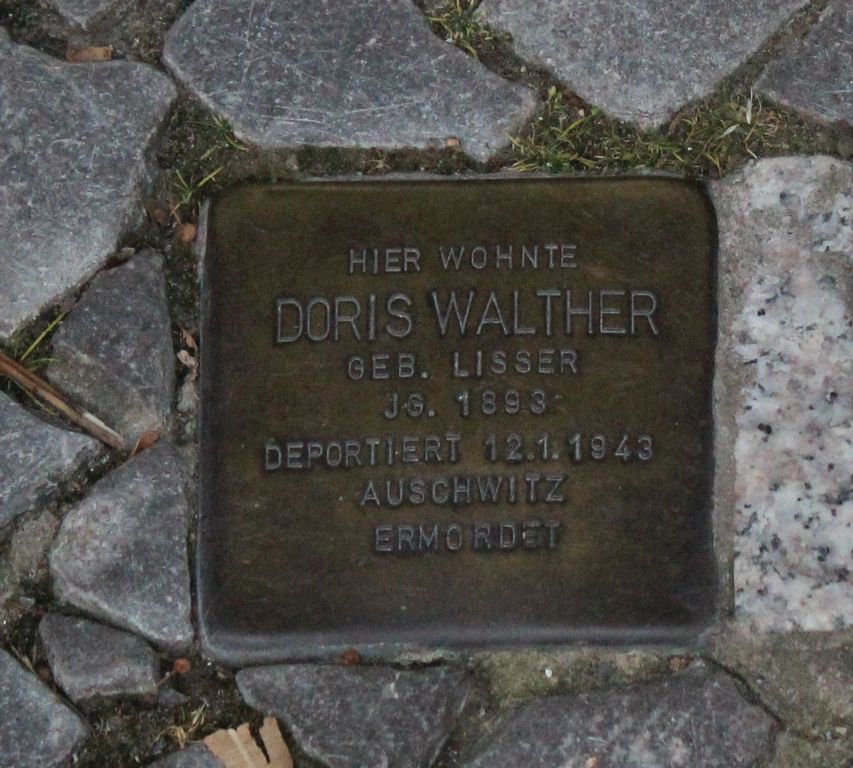 HIER WOHNTE
DORIS WALTHER
GEB. LISSER
JG. 1893
DEPORTIERT 12.1.1943
AUSCHWITZ
ERMORDET